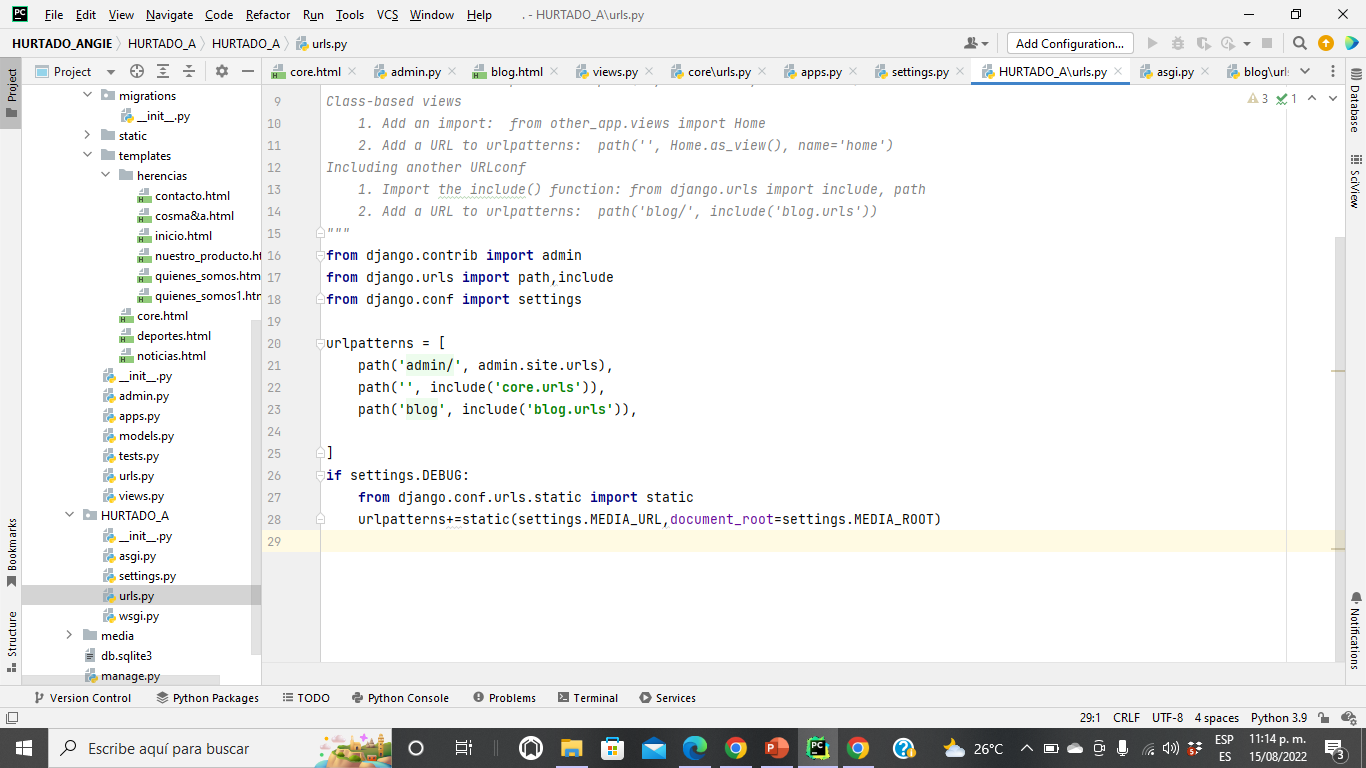 PC File Edit View Navigate Code Refactor Run Tools VCS Window Help . - HURTADO_A\urls.py
HURTADO_ANGIE HURTADO_A HURTADO_A urls.py Add Configuration...
Project core.html admin.py blog.html views.py core\urls.py apps.py settings.py HURTADO_A\urls.py asgi.py blog\url
Project
Bookmarks
Structure
migrations
__init__.py
static
templates
herencias
contacto.html
cosma&a.html
inicio.html
nuestro_producto.ht
quienes_somos.htm
quienes_somos1.htm
core.html
deportes.html
noticias.html
__init__.py
admin.py
apps.py
models.py
tests.py
urls.py
views.py
HURTADO_A
__init__.py
asgi.py
settings.py
urls.py
wsgi.py
media
db.sqlite3
manage.py
3 1
9 Class-based views
10 1. Add an import:  from other_app.views import Home
11 2. Add a URL to urlpatterns:  path('', Home.as_view(), name='home')
12 Including another URLconf
13 1. Import the include() function: from django.urls import include, path
14 2. Add a URL to urlpatterns:  path('blog/', include('blog.urls'))
15 """
16 from django.contrib import admin
17 from django.urls import path,include
18 from django.conf import settings
19
20 urlpatterns = [
21 path('admin/', admin.site.urls),
22 path('', include('core.urls')),
23 path('blog', include('blog.urls')),
24
25 ]
26 if settings.DEBUG:
27 from django.conf.urls.static import static
28 urlpatterns+=static(settings.MEDIA_URL,document_root=settings.MEDIA_ROOT)
29
Database
SciView
Notifications
Version Control Python Packages TODO Python Console Problems Terminal Services
29:1 CRLF UTF-8 4 spaces Python 3.9
Escribe aquí para buscar PC 26°C ESP 11:14 p. m.
ES 15/08/2022 3